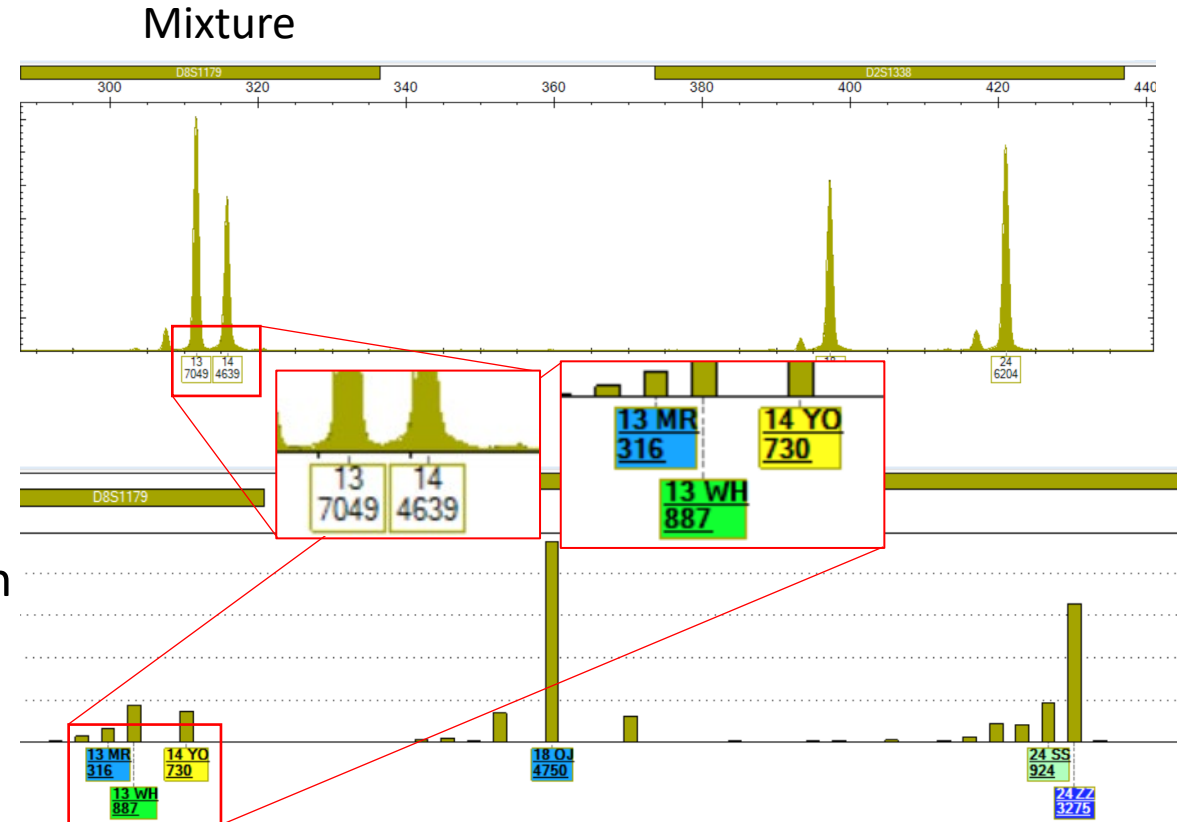 Mixture
D8S1179 D2S1338
300 320 340 360 380 400 420 440
13 14 24
7049 4639 6204
13 14
7049 4639
13 MR 14 YO
316 730
13 WH
887
D8S1179
n
13 MR 14 YO 18 OJ 24 SS
316 730 4750 924
13 WH 24 ZZ
887 3275